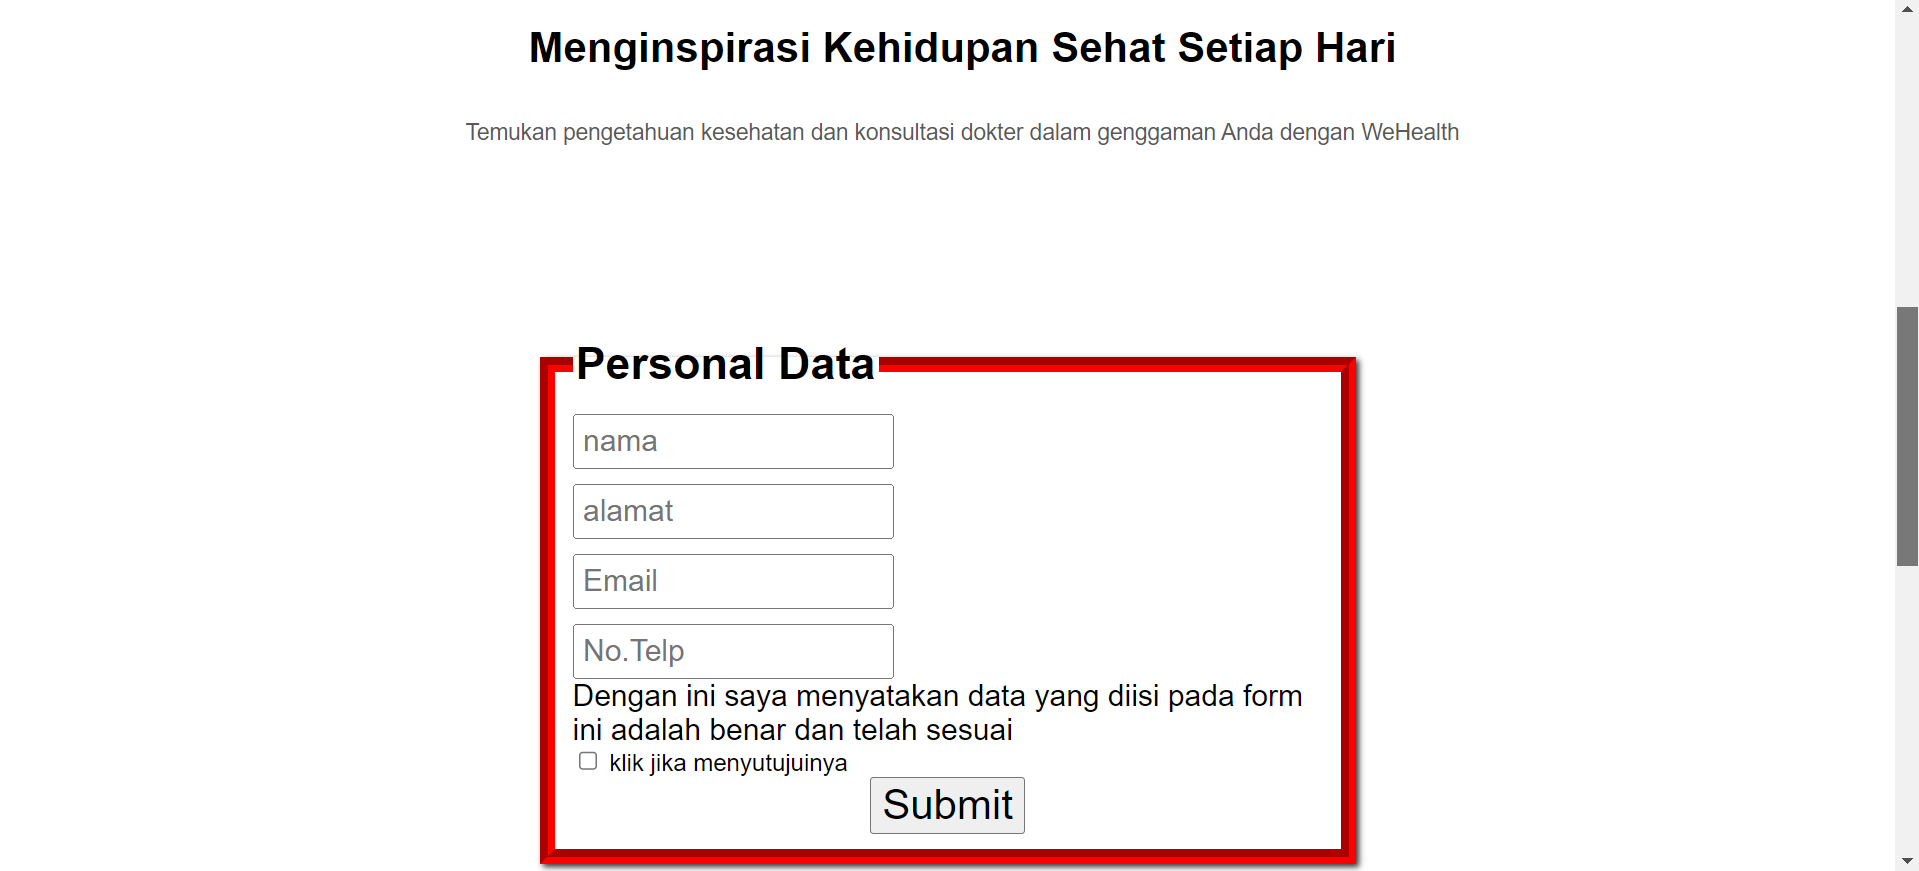 Menginspirasi Kehidupan Sehat Setiap Hari
Temukan pengetahuan kesehatan dan konsultasi dokter dalam genggaman Anda dengan WeHealth
Personal Data
nama
alamat
Email
No.Telp
Dengan ini saya menyatakan data yang diisi pada form
ini adalah benar dan telah sesuai
klik jika menyutujuinya
Submit